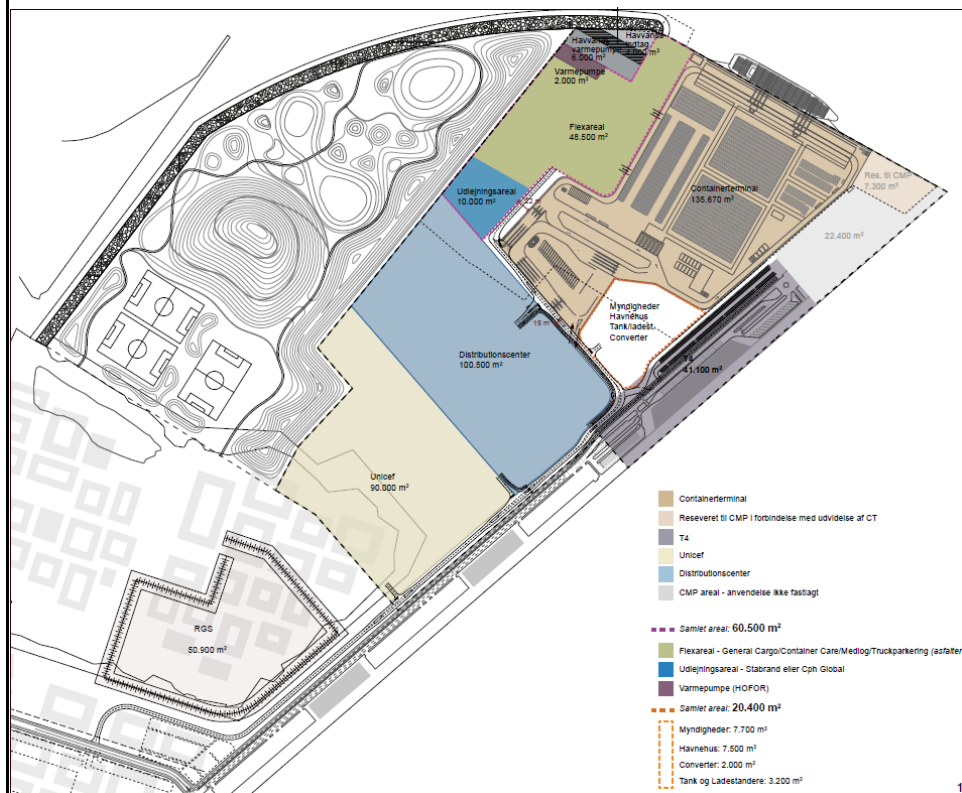 Havvands
varmepumpe
6.000 m²
Havvands
indtag
Varmepumpe
2.000 m²
Flexareal
48.500 m²
Res. til CMP
7.300 m²
Udlejningsareal
10.000 m²
Containerterminal
135.670 m²
22.400 m²
Myndigheder
Havnehus
Tank/ladest.
Converter
15 m
Distributionscenter
100.500 m²
T4
41.100 m²
Unicef
90.000 m²
RGS
50.900 m²
Containerterminal
Reseveret til CMP i forbindelse med udvidelse af CT
T4
Unicef
Distributionscenter
CMP areal - anvendelse ikke fastlagt
Samlet areal: 60.500 m²
Flexareal - General Cargo/Container Care/Medlog/Truckparkering (asfalter
Udlejningsareal - Stabrand eller Cph Global
Varmepumpe (HOFOR)
Samlet areal: 20.400 m²
Myndigheder: 7.700 m²
Havnehus: 7.500 m²
Converter: 2.000 m²
Tank og Ladestandere: 3.200 m²
1